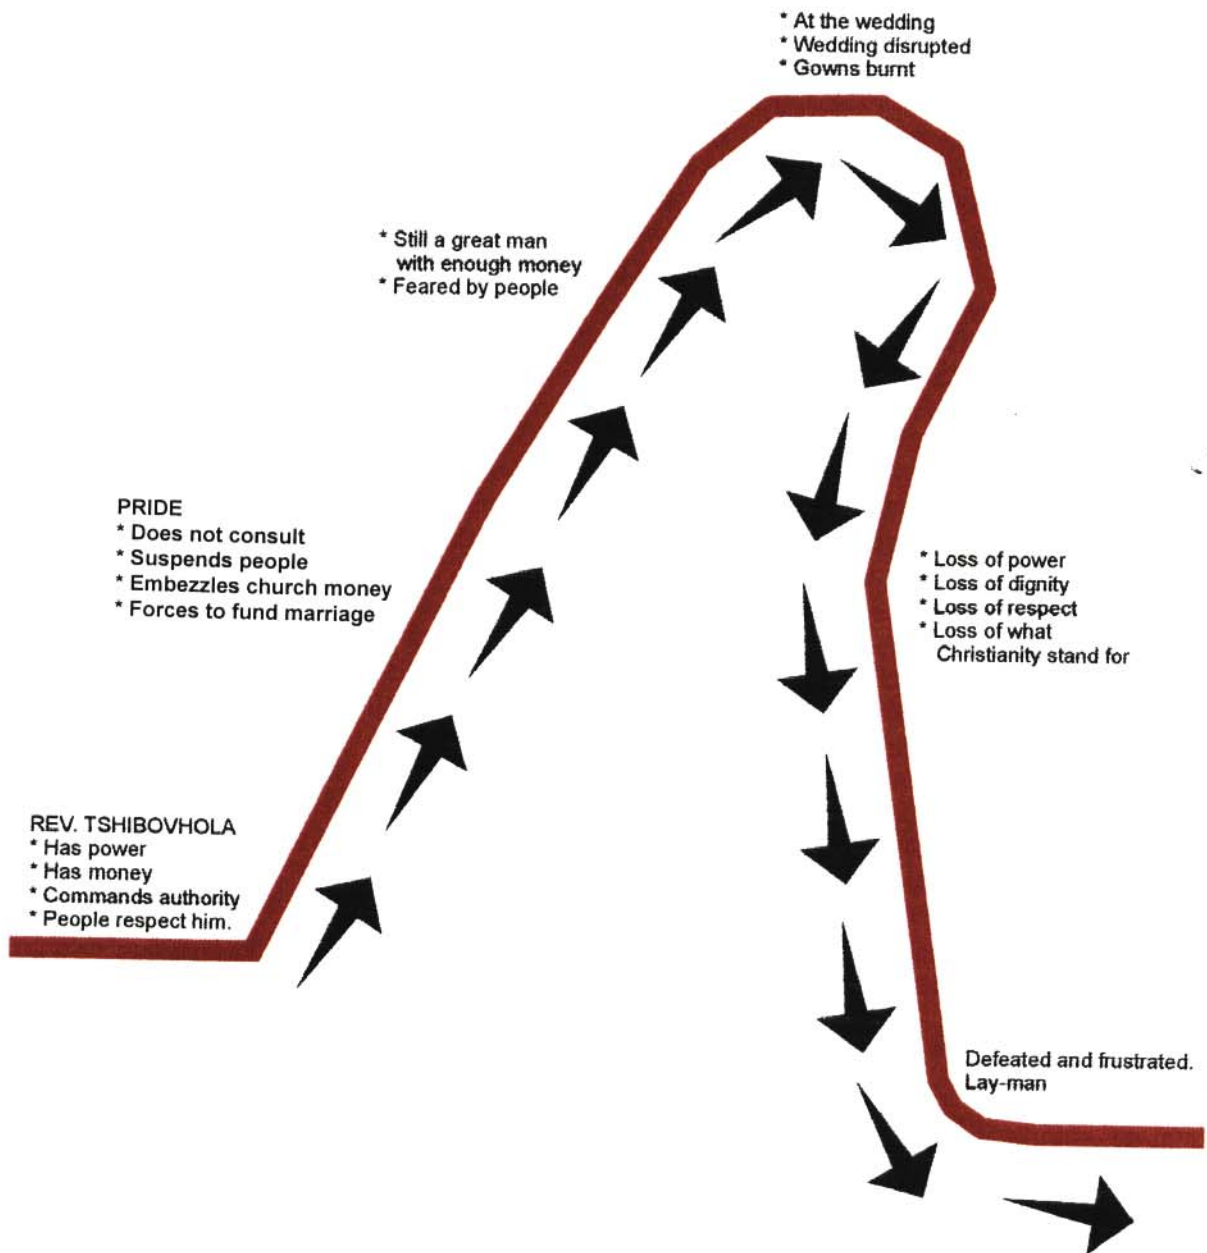 * At the wedding
* Wedding disrupted
* Gowns burnt
* Still a great man
with enough money
* Feared by people
PRIDE
* Does not consult
* Suspends people
* Embezzles church money
* Forces to fund marriage
* Loss of power
* Loss of dignity
* Loss of respect
* Loss of what
Christianity stand for
REV. TSHIBOVHOLA
* Has power
* Has money
* Commands authority
* People respect him.
Defeated and frustrated.
Lay-man